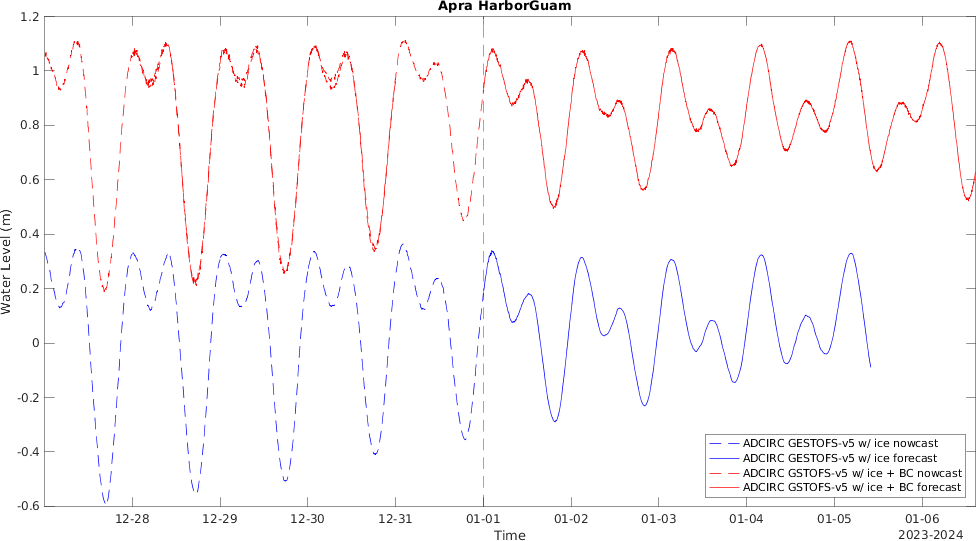 Apra HarborGuam
1.2
1
0.8
0.6
0.4
0.2
0
-0.2
-0.4
-0.6
Water Level (m)
12-28 12-29 12-30 12-31 01-01 01-02 01-03 01-04 01-05 01-06
Time
2023-2024
ADCIRC GESTOFS-v5 w/ ice nowcast
ADCIRC GESTOFS-v5 w/ ice forecast
ADCIRC GSTOFS-v5 w/ ice + BC nowcast
ADCIRC GSTOFS-v5 w/ ice + BC forecast